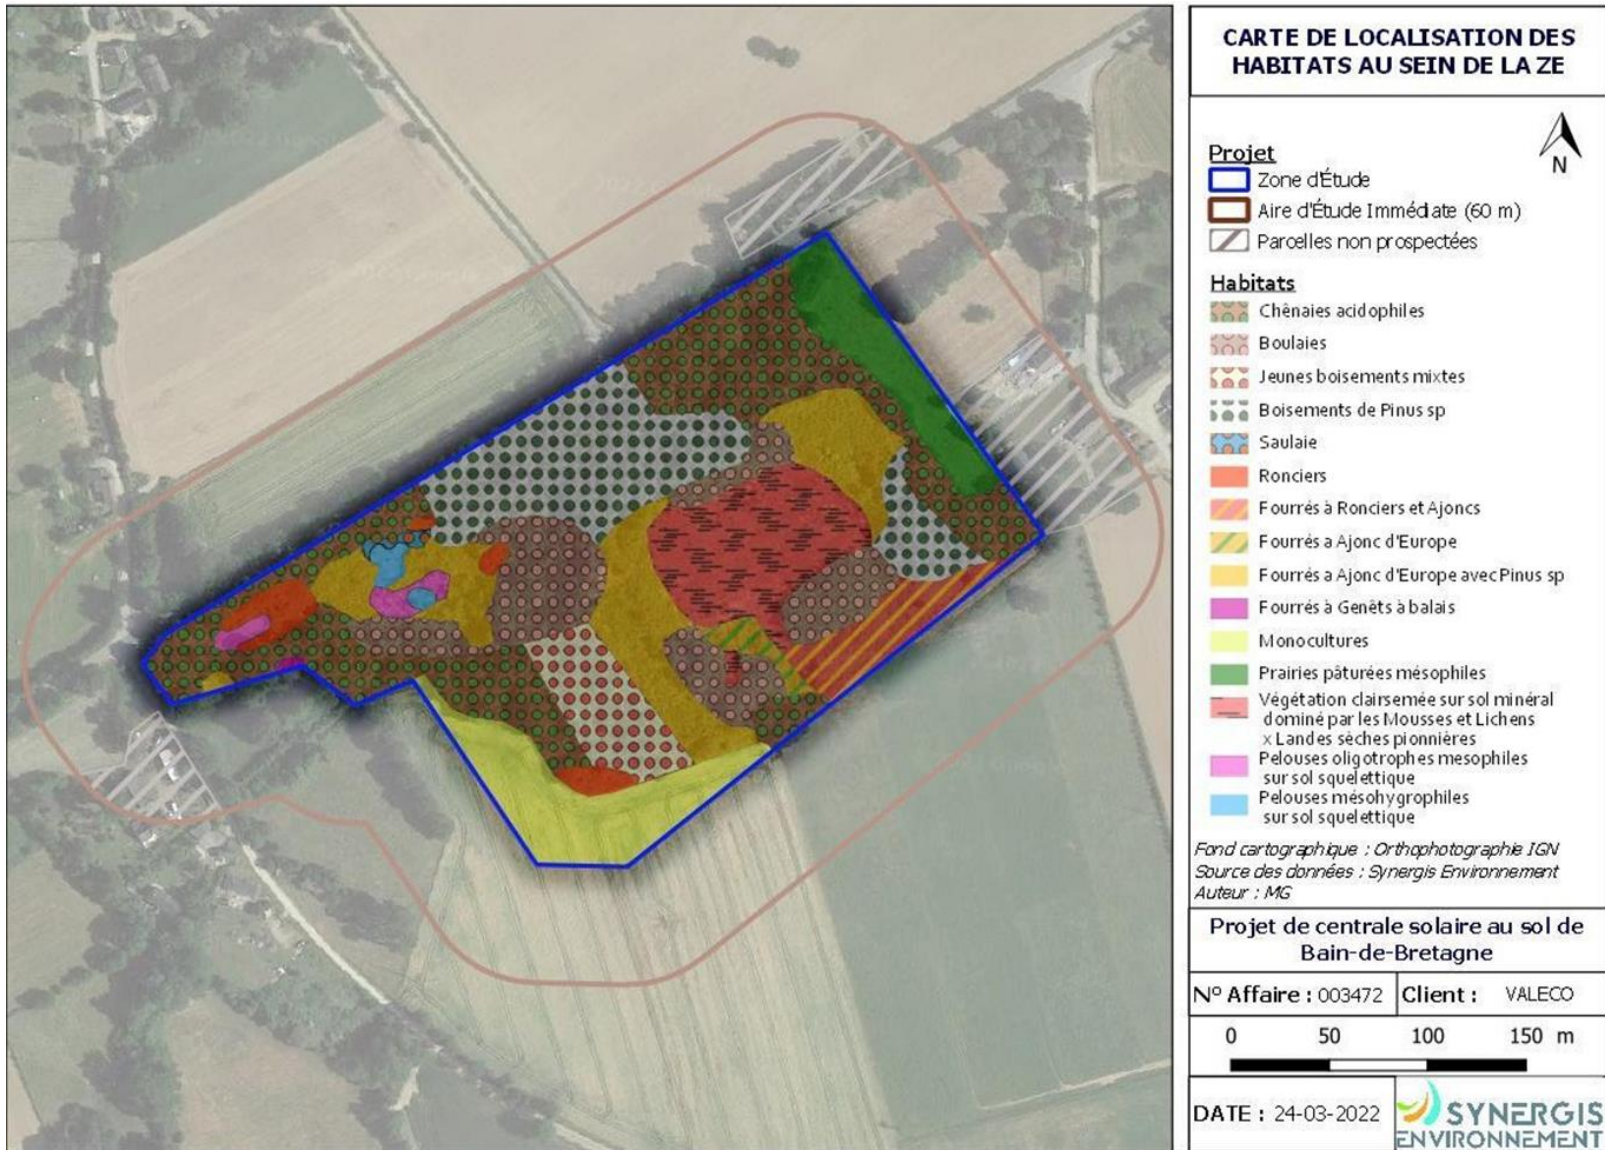 CARTE DE LOCALISATION DES
HABITATS AU SEIN DE LA ZE
N
Projet
Zone d'Étude
Aire d'Étude Immédiate (60 m)
Parcelles non prospectées
Habitats
Chênaies acidophiles
Boulaies
Jeunes boisements mixtes
Boisements de Pinus sp
Saulaie
Ronciers
Fourrés à Ronciers et Ajoncs
Fourrés a Ajonc d'Europe
Fourrés a Ajonc d'Europe avec Pinus sp
Fourrés à Genêts à balais
Monocultures
Prairies pâturées mésophiles
Végétation clairsemée sur sol minéral
dominé par les Mousses et Lichens
x Landes sèches pionnières
Pelouses oligotrophes mesophiles
sur sol squelettique
Pelouses mésohygrophiles
sur sol squelettique
Fond cartographique : Orthophotographie IGN
Source des données : Synergis Environnement
Auteur : MG
Projet de centrale solaire au sol de
Bain-de-Bretagne
N° Affaire : 003472 Client : VALECO
0 50 100 150 m
DATE : 24-03-2022
SYNERGIS
ENVIRONNEMENT